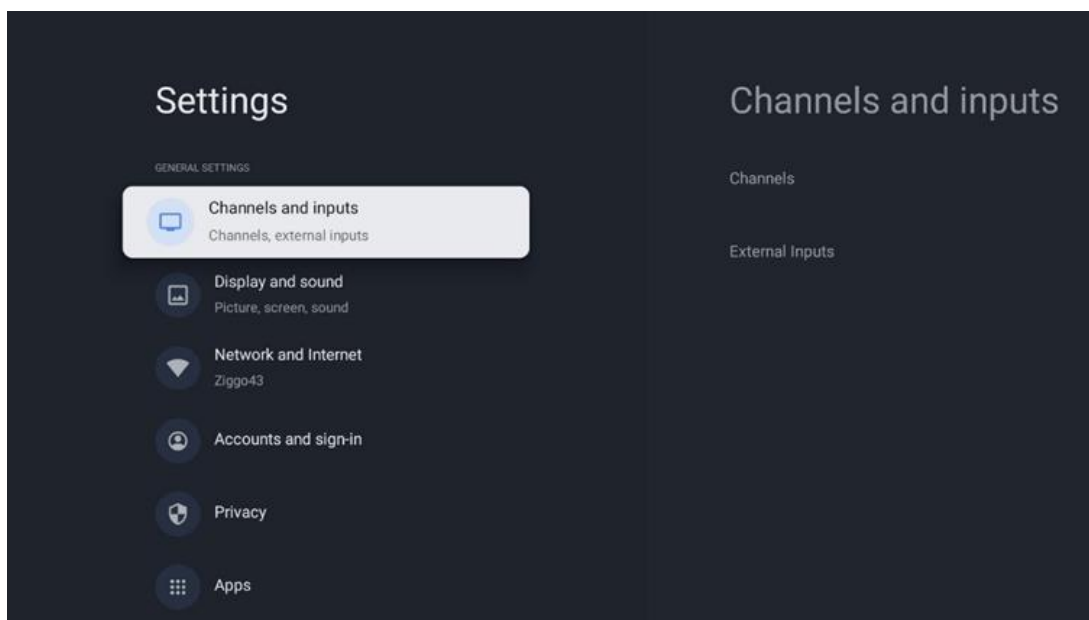 Settings
GENERAL SETTINGS
Channels and inputs
Channels, external inputs
Display and sound
Picture, screen, sound
Network and Internet
Ziggo43
Accounts and sign-in
Privacy
Apps
Channels and inputs
Channels
External Inputs